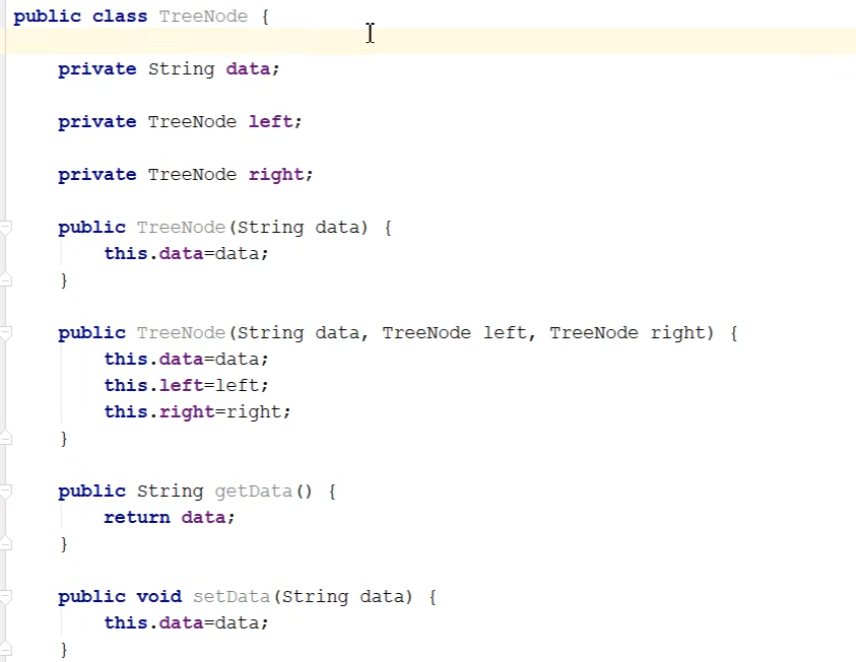 public class TreeNode {
private String data;
private TreeNode left;
private TreeNode right;
public TreeNode(String data) {
this.data=data;
}
public TreeNode(String data, TreeNode left, TreeNode right) {
this.data=data;
this.left=left;
this.right=right;
}
public String getData() {
return data;
}
public void setData(String data) {
this.data=data;
}